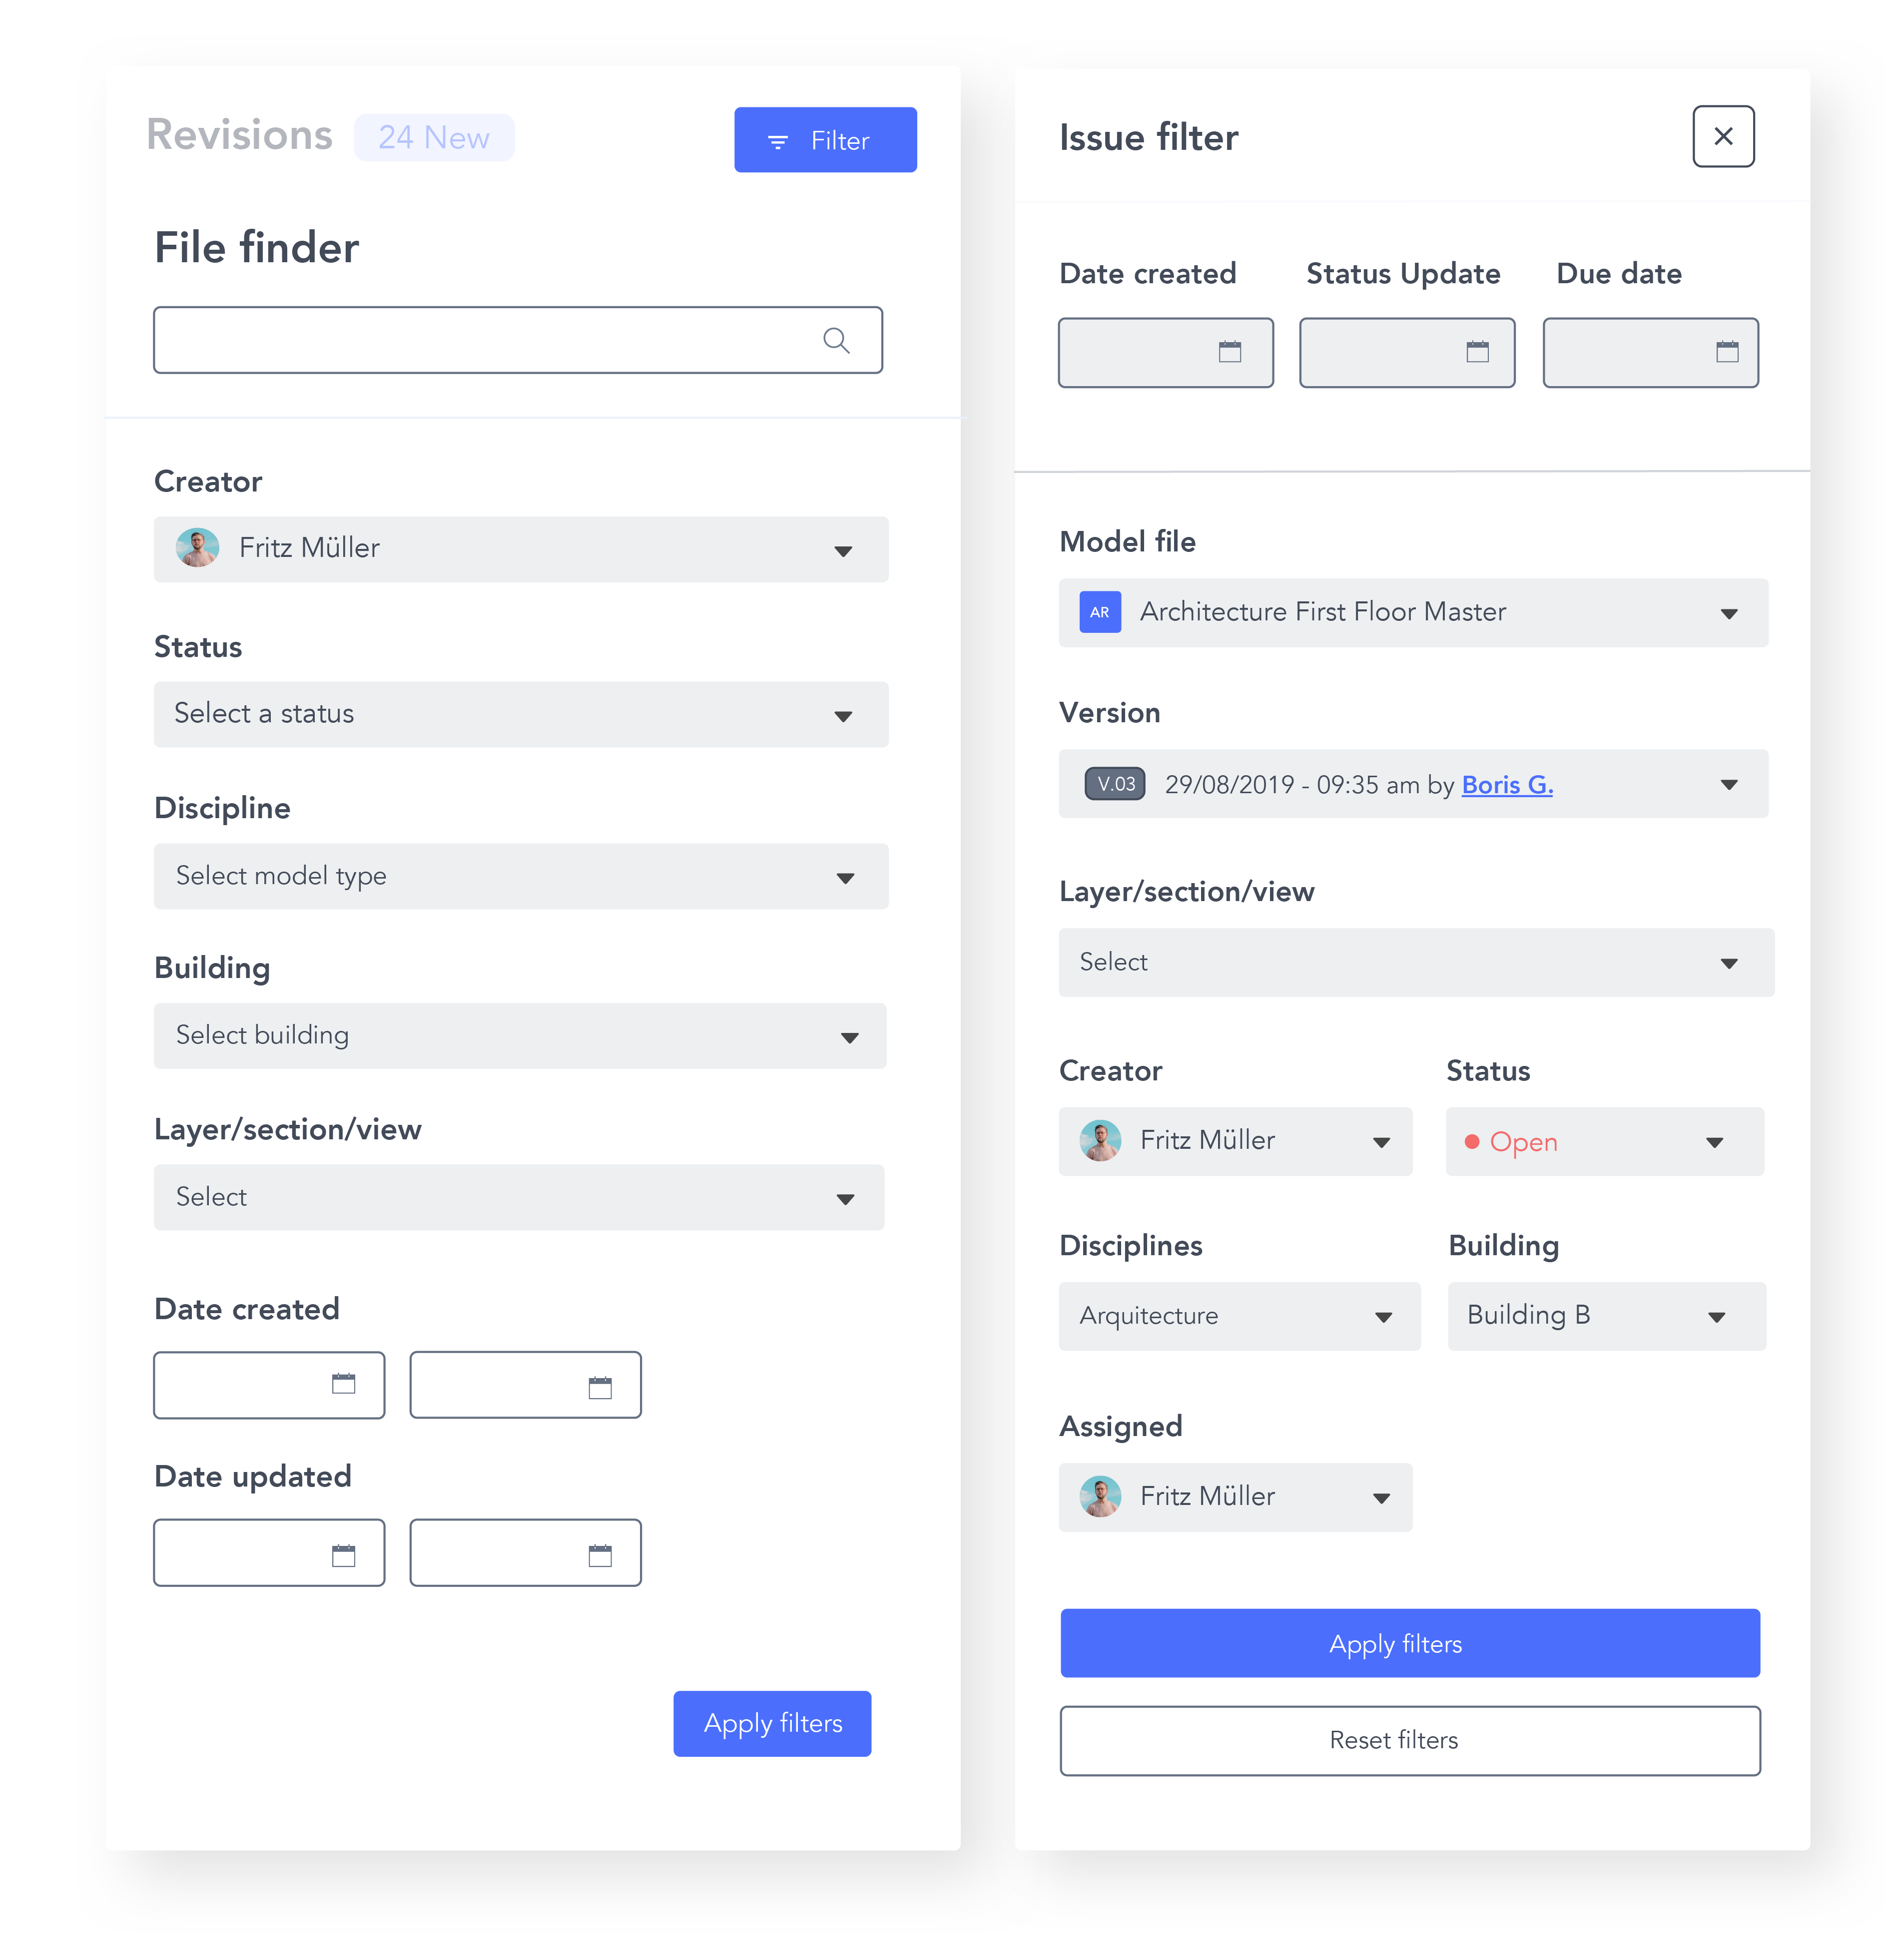 Revisions 24 New Filter
File finder
Creator
Fritz Müller
Status
Select a status
Discipline
Select model type
Building
Select building
Layer/section/view
Select
Date created
Date updated
Apply filters
Issue filter
Date created Status Update Due date
Model file
AR Architecture First Floor Master
Version
V.03 29/08/2019 - 09:35 am by Boris G.
Layer/section/view
Select
Creator Status
Fritz Müller Open
Disciplines Building
Arquitecture Building B
Assigned
Fritz Müller
Apply filters
Reset filters